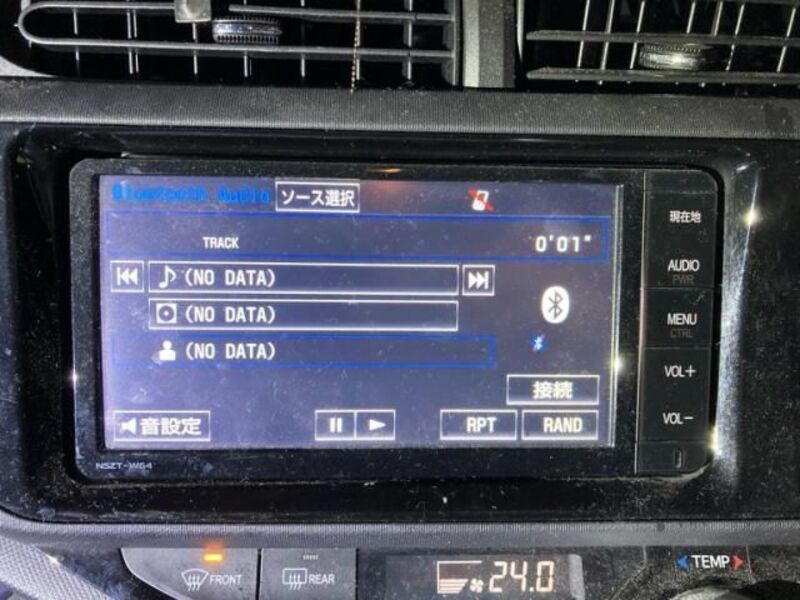 Bluetooth Audio ソース選択
TRACK 0'01"
(NO DATA)
(NO DATA)
(NO DATA)
接続
音設定 RPT RAND
NSZT-W64
現在地
AUDIO
PWR
MENU
CTRL
VOL+
VOL-
FRONT REAR 24.0 TEMP